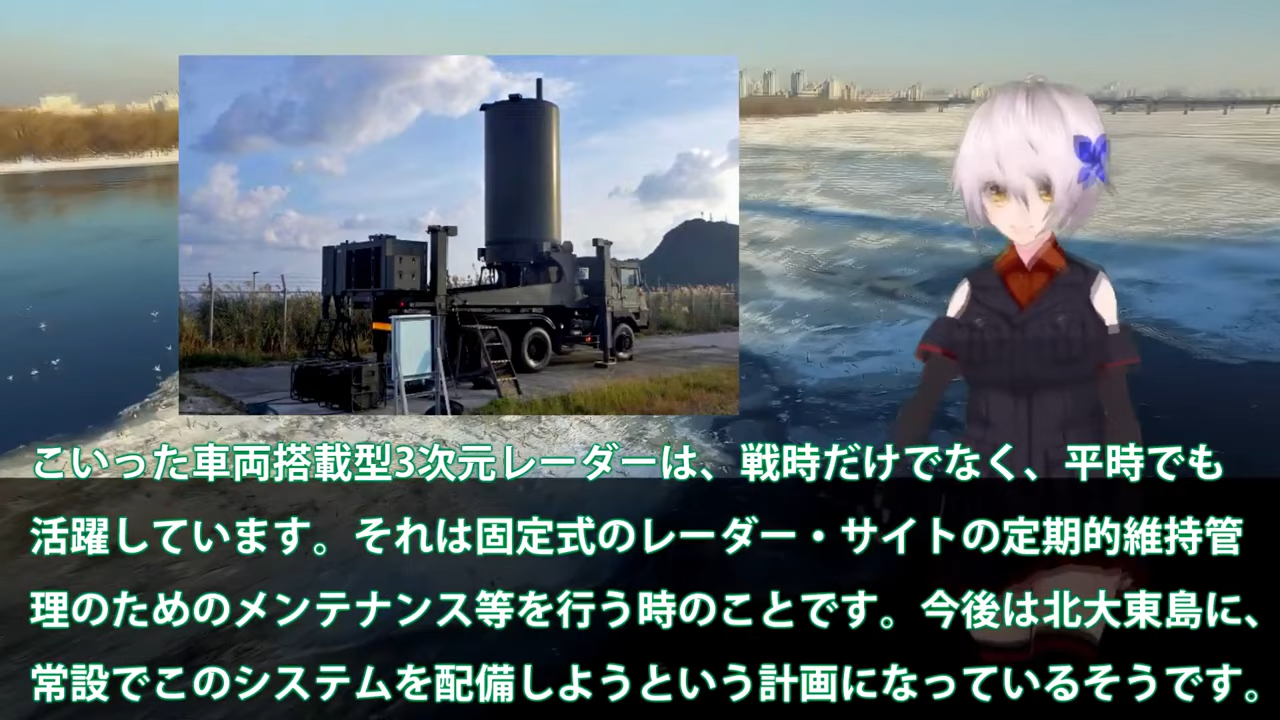 こいった車両搭載型3次元レーダーは、戦時だけでなく、平時でも
活躍しています。それは固定式のレーダー・サイトの定期的維持管
理のためのメンテナンス等を行う時のことです。今後は北大東島に、
常設でこのシステムを配備しようという計画になっているそうです。